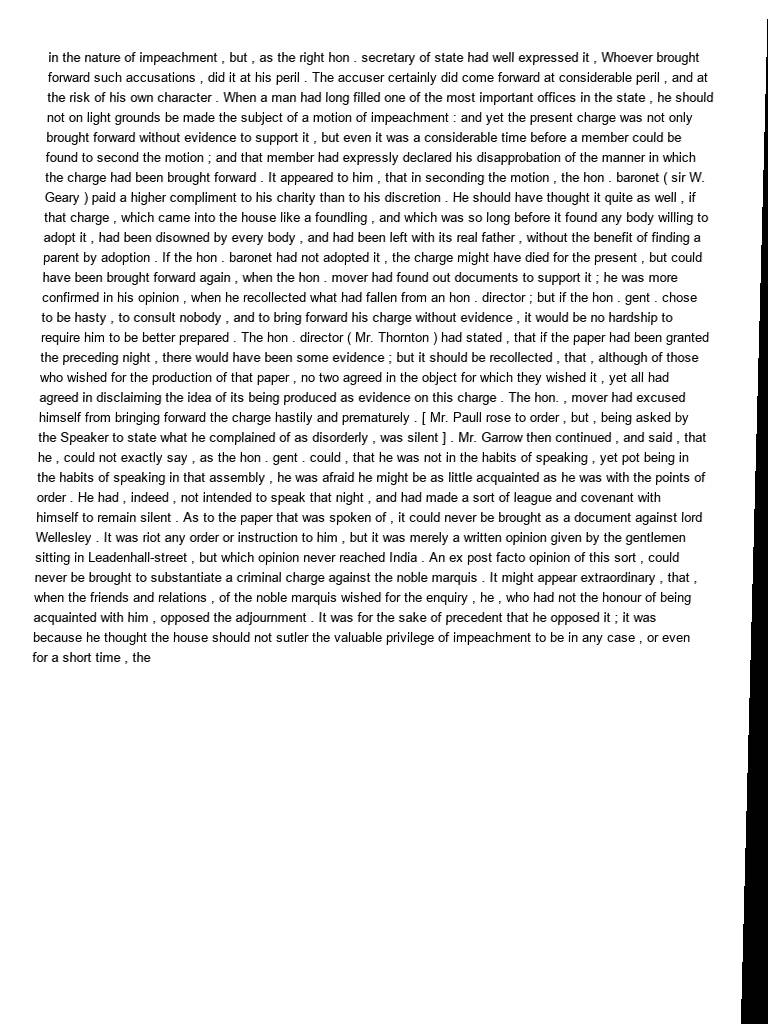 in the nature of impeachment , but , as the right hon . secretary of state had well expressed it , Whoever brought
forward such accusations , did it at his peril . The accuser certainly did come forward at considerable peril , and at
the risk of his own character . When a man had long filled one of the most important offices in the state , he should
not on light grounds be made the subject of a motion of impeachment : and yet the present charge was not only
brought forward without evidence to support it , but even it was a considerable time before a member could be
found to second the motion ; and that member had expressly declared his disapprobation of the manner in which
the charge had been brought forward . It appeared to him , that in seconding the motion , the hon . baronet ( sir W.
Geary ) paid a higher compliment to his charity than to his discretion . He should have thought it quite as well , if
that charge , which came into the house like a foundling , and which was so long before it found any body willing to
adopt it , had been disowned by every body , and had been left with its real father , without the benefit of finding a
parent by adoption . If the hon . baronet had not adopted it , the charge might have died for the present , but could
have been brought forward again , when the hon . mover had found out documents to support it ; he was more
confirmed in his opinion , when he recollected what had fallen from an hon . director ; but if the hon . gent . chose
to be hasty , to consult nobody , and to bring forward his charge without evidence , it would be no hardship to
require him to be better prepared . The hon . director ( Mr. Thornton ) had stated , that if the paper had been granted
the preceding night , there would have been some evidence ; but it should be recollected , that , although of those
who wished for the production of that paper , no two agreed in the object for which they wished it , yet all had
agreed in disclaiming the idea of its being produced as evidence on this charge . The hon. , mover had excused
himself from bringing forward the charge hastily and prematurely . [ Mr. Paull rose to order , but , being asked by
the Speaker to state what he complained of as disorderly , was silent ] . Mr. Garrow then continued , and said , that
he , could not exactly say , as the hon . gent . could , that he was not in the habits of speaking , yet pot being in
the habits of speaking in that assembly , he was afraid he might be as little acquainted as he was with the points of
order . He had , indeed , not intended to speak that night , and had made a sort of league and covenant with
himself to remain silent . As to the paper that was spoken of , it could never be brought as a document against lord
Wellesley . It was riot any order or instruction to him , but it was merely a written opinion given by the gentlemen
sitting in Leadenhall-street , but which opinion never reached India . An ex post facto opinion of this sort , could
never be brought to substantiate a criminal charge against the noble marquis . It might appear extraordinary , that ,
when the friends and relations , of the noble marquis wished for the enquiry , he , who had not the honour of being
acquainted with him , opposed the adjournment . It was for the sake of precedent that he opposed it ; it was
because he thought the house should not sutler the valuable privilege of impeachment to be in any case , or even
for a short time , the